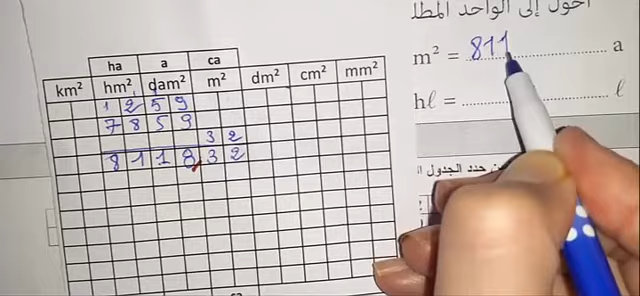 أحول إلى الواحد المطل
ha a ca
km² hm² dam² m² dm² cm² mm²
1 2 5 9
7 8 5 9
3 2
8 1 1 8, 3 2
m² = 811 ........ a
hℓ = ........ ℓ
حدد الجدول